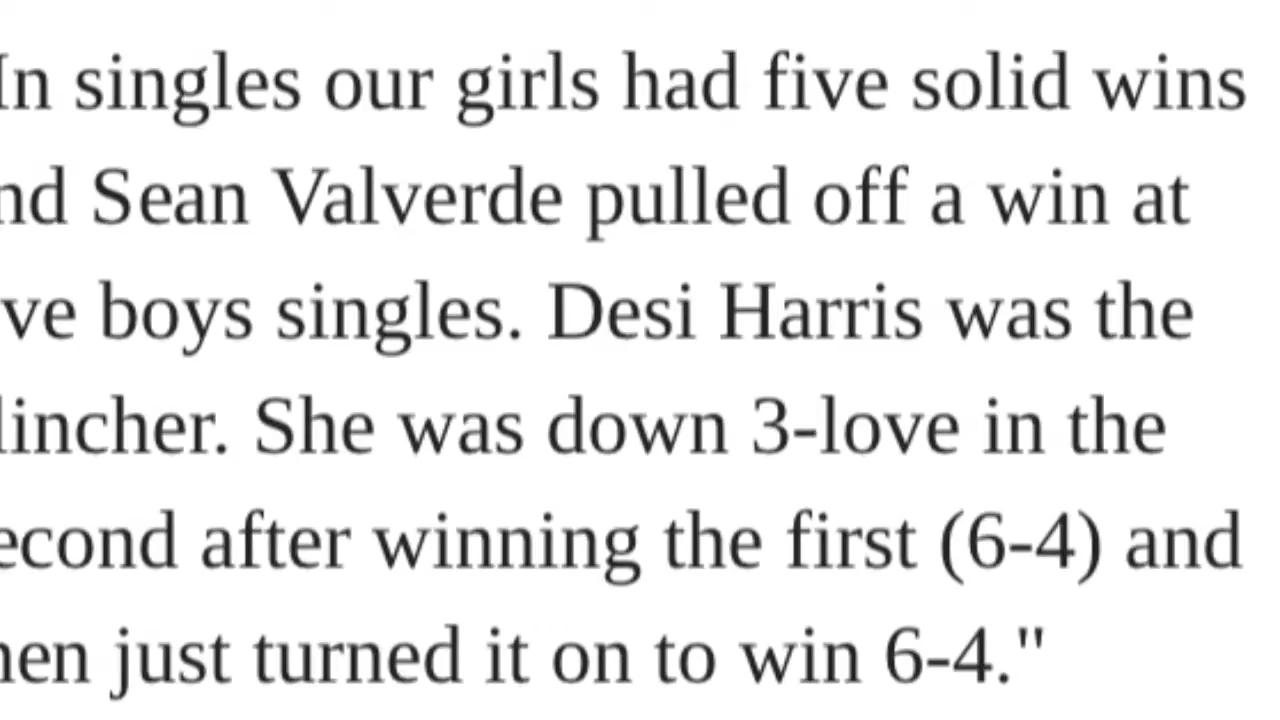 In singles our girls had five solid wins
nd Sean Valverde pulled off a win at
ve boys singles. Desi Harris was the
lincher. She was down 3-love in the
econd after winning the first (6-4) and
hen just turned it on to win 6-4."